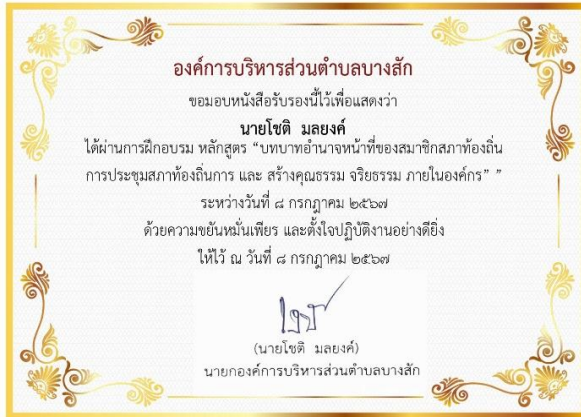 องค์การบริหารส่วนตำบลบางสัก
ขอมอบหนังสือรับรองนี้ไว้เพื่อแสดงว่า
นายโชติ มลยงค์
ได้ผ่านการฝึกอบรม หลักสูตร “บทบาทอำนาจหน้าที่ของสมาชิกสภาท้องถิ่น
การประชุมสภาท้องถิ่นการ และ สร้างคุณธรรม จริยธรรม ภายในองค์กร” ”
ระหว่างวันที่ ๘ กรกฎาคม ๒๕๖๗
ด้วยความขยันหมั่นเพียร และตั้งใจปฏิบัติงานอย่างดียิ่ง
ให้ไว้ ณ วันที่ ๘ กรกฎาคม ๒๕๖๗
(นายโชติ มลยงค์)
นายกองค์การบริหารส่วนตำบลบางสัก